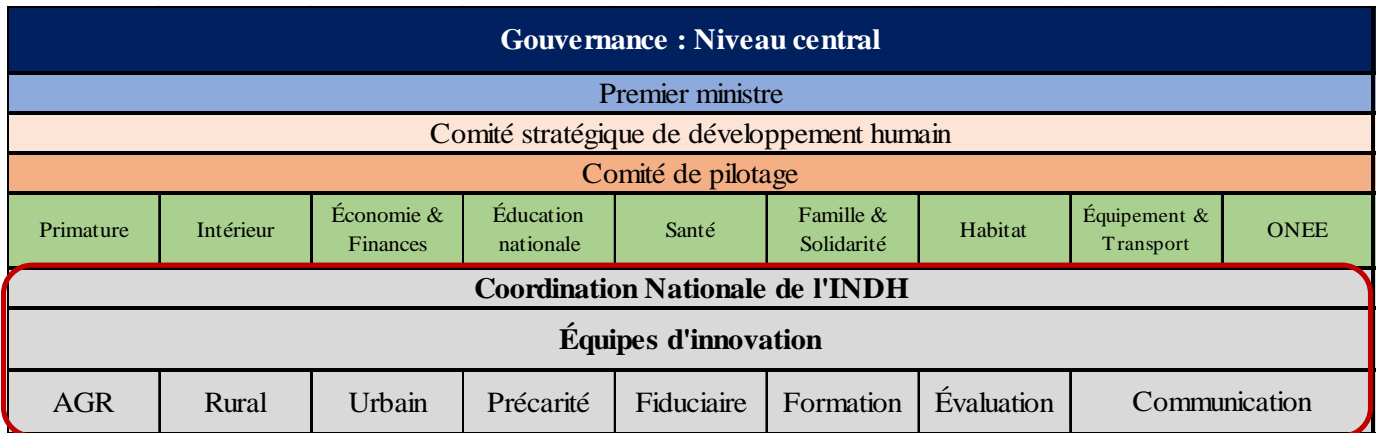 Gouvernance : Niveau central
Premier ministre
Comité stratégique de développement humain
Comité de pilotage
Primature
Intérieur
Économie &
Finances
Éducation
nationale
Santé
Famille &
Solidarité
Habitat
Équipement &
Transport
ONEE
Coordination Nationale de l'INDH
Équipes d'innovation
AGR
Rural
Urbain
Précarité
Fiduciaire
Formation
Évaluation
Communication